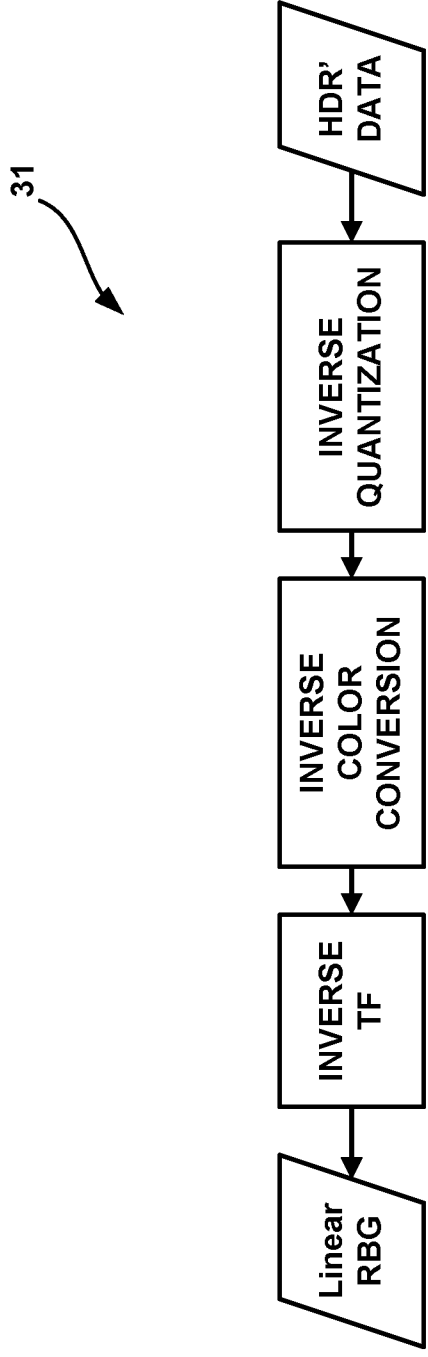 31
HDR'
DATA
INVERSE
QUANTIZATION
INVERSE
COLOR
CONVERSION
INVERSE
TF
Linear
RBG